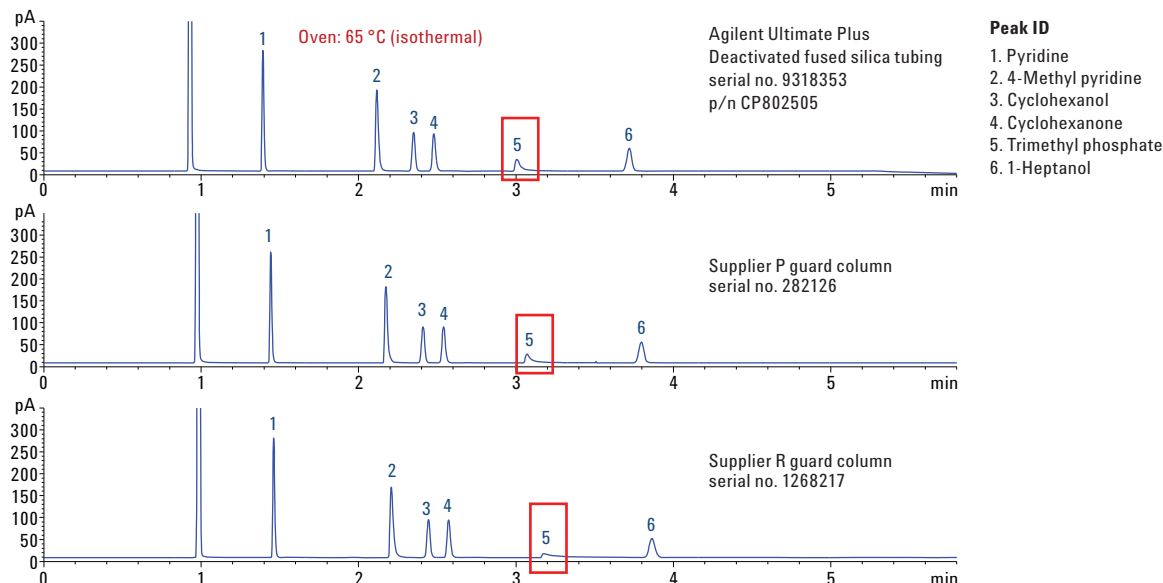 pA
350
300
250
200
150
100
50
0
1
2
3
4
5
6
Oven: 65 °C (isothermal)
Agilent Ultimate Plus
Deactivated fused silica tubing
serial no. 9318353
p/n CP802505
0 1 2 3 4 5 min
Peak ID
1. Pyridine
2. 4-Methyl pyridine
3. Cyclohexanol
4. Cyclohexanone
5. Trimethyl phosphate
6. 1-Heptanol
pA
300
250
200
150
100
50
0
1
2
3
4
5
6
Supplier P guard column
serial no. 282126
0 1 2 3 4 5 min
pA
300
250
200
150
100
50
0
1
2
3
4
5
6
Supplier R guard column
serial no. 1268217
0 1 2 3 4 5 min